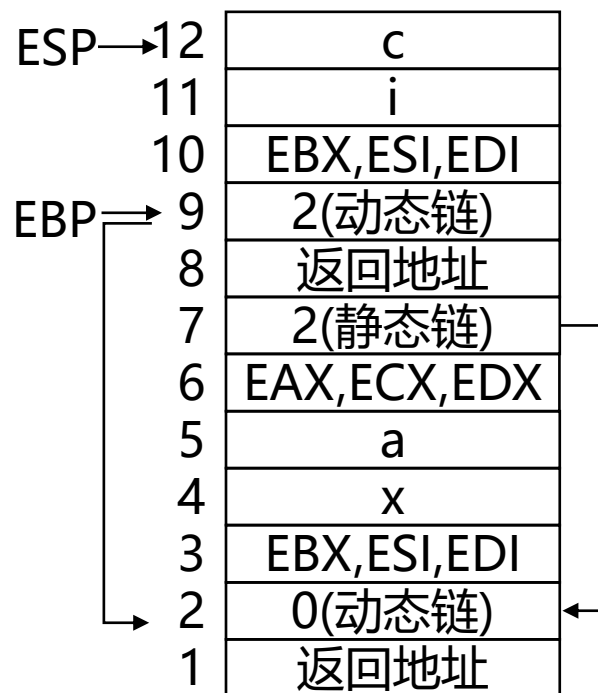 ESP 12 c
11 i
10 EBX,ESI,EDI
EBP 9 2(动态链)
8 返回地址
7 2(静态链)
6 EAX,ECX,EDX
5 a
4 x
3 EBX,ESI,EDI
2 0(动态链)
1 返回地址